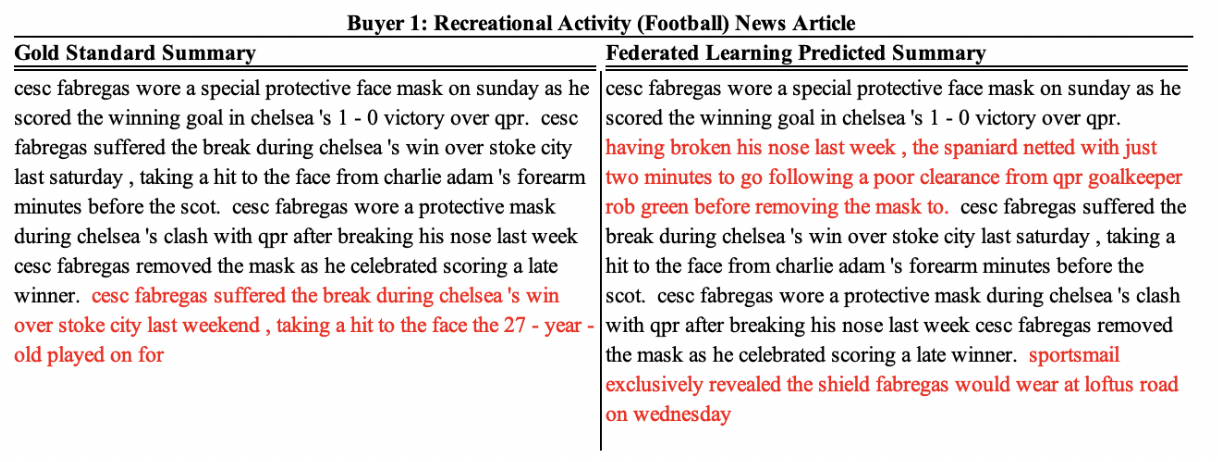 Buyer 1: Recreational Activity (Football) News Article
Gold Standard Summary
cesc fabregas wore a special protective face mask on sunday as he
scored the winning goal in chelsea 's 1 - 0 victory over qpr.  cesc
fabregas suffered the break during chelsea 's win over stoke city
last saturday , taking a hit to the face from charlie adam 's forearm
minutes before the scot.  cesc fabregas wore a protective mask
during chelsea 's clash with qpr after breaking his nose last week
cesc fabregas removed the mask as he celebrated scoring a late
winner.  cesc fabregas suffered the break during chelsea 's win
over stoke city last weekend , taking a hit to the face the 27 - year -
old played on for
Federated Learning Predicted Summary
cesc fabregas wore a special protective face mask on sunday as he
scored the winning goal in chelsea 's 1 - 0 victory over qpr.
having broken his nose last week , the spaniard netted with just
two minutes to go following a poor clearance from qpr goalkeeper
rob green before removing the mask to.  cesc fabregas suffered the
break during chelsea 's win over stoke city last saturday , taking a
hit to the face from charlie adam 's forearm minutes before the
scot.  cesc fabregas wore a protective mask during chelsea 's clash
with qpr after breaking his nose last week cesc fabregas removed
the mask as he celebrated scoring a late winner.  sportsmail
exclusively revealed the shield fabregas would wear at loftus road
on wednesday